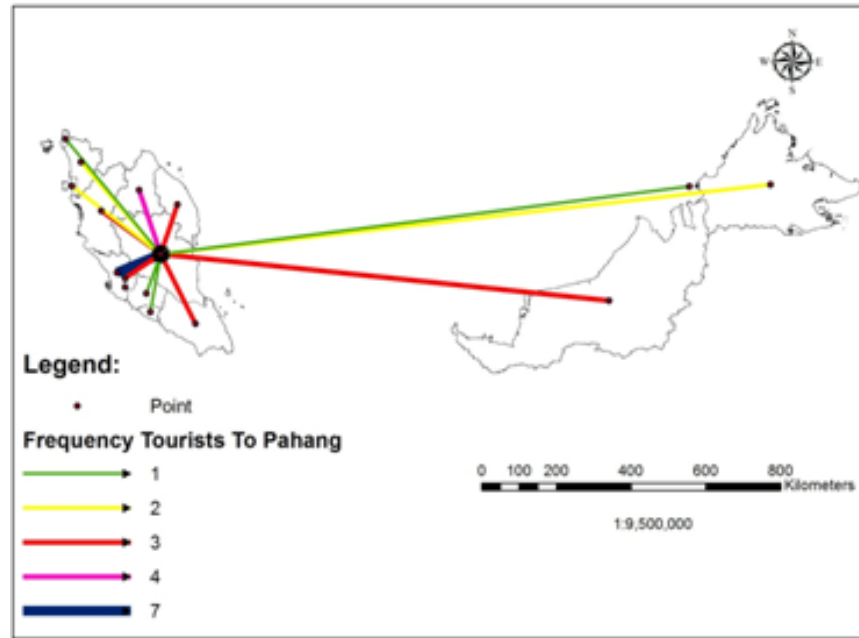 N
W E
S
Legend:
Point
Frequency Tourists To Pahang
1
2
3
4
7
0 100 200 400 600 800
Kilometers
1:9,500,000